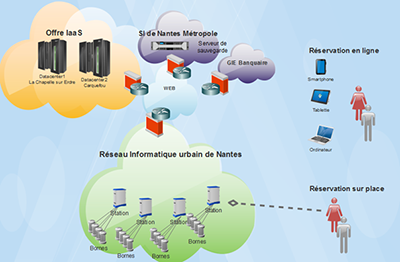 Offre IaaS
SI de Nantes Métropole
Serveur de
sauvegarde
GIE Banquaire
Datacenter1
La Chapelle sur Erdre
Datacentre 2
Carquefou
WEB
Réservation en ligne
Smartphone
Tablette
Ordinateur
Réseau Informatique urbain de Nantes
Réservation sur place
Station
Station
Station
Station
Bornes
Bornes
Bornes
Bornes